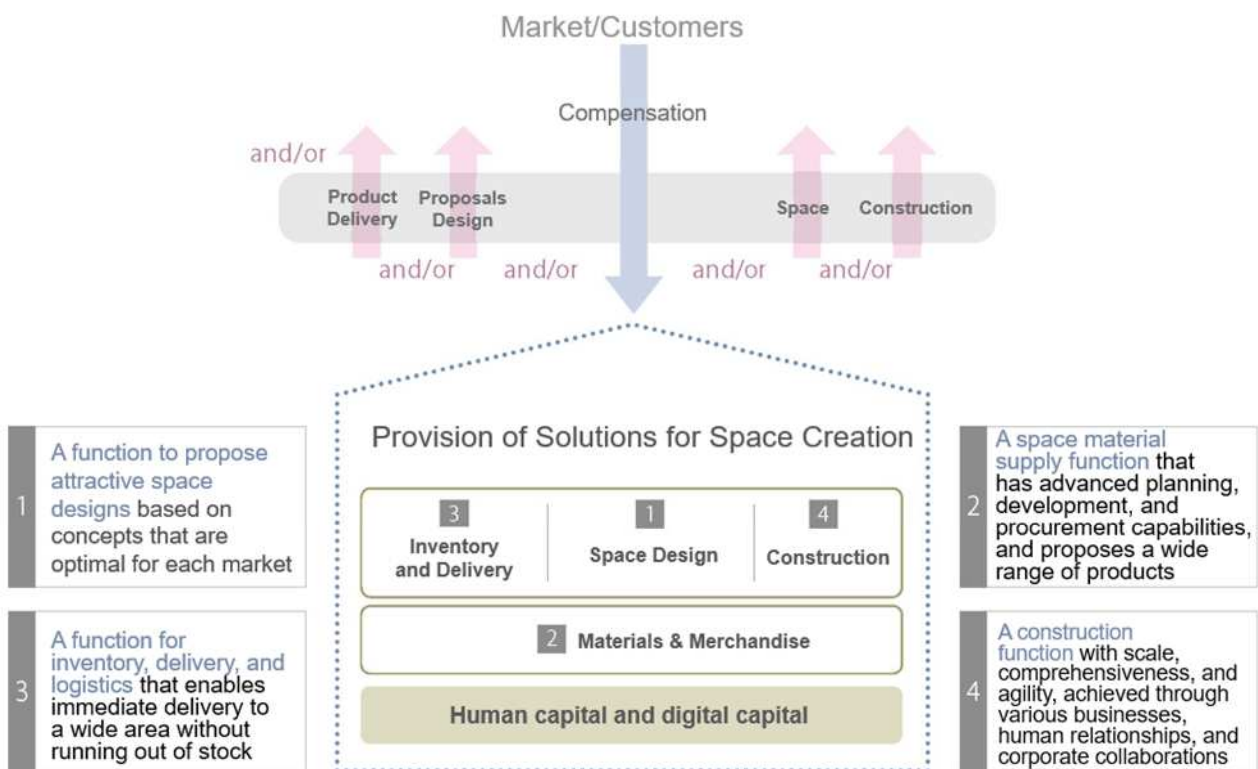 Market/Customers
Compensation
and/or
Product
Delivery
Proposals
Design
Space
Construction
and/or
and/or
and/or
and/or
1
A function to propose
attractive space
designs based on
concepts that are
optimal for each market
3
A function for
inventory, delivery, and
logistics that enables
immediate delivery to
a wide area without
running out of stock
Provision of Solutions for Space Creation
3
Inventory
and Delivery
1
Space Design
4
Construction
2 Materials & Merchandise
Human capital and digital capital
2
A space material
supply function that
has advanced planning,
development, and
procurement capabilities,
and proposes a wide
range of products
4
A construction
function with scale,
comprehensiveness, and
agility, achieved through
various businesses,
human relationships, and
corporate collaborations